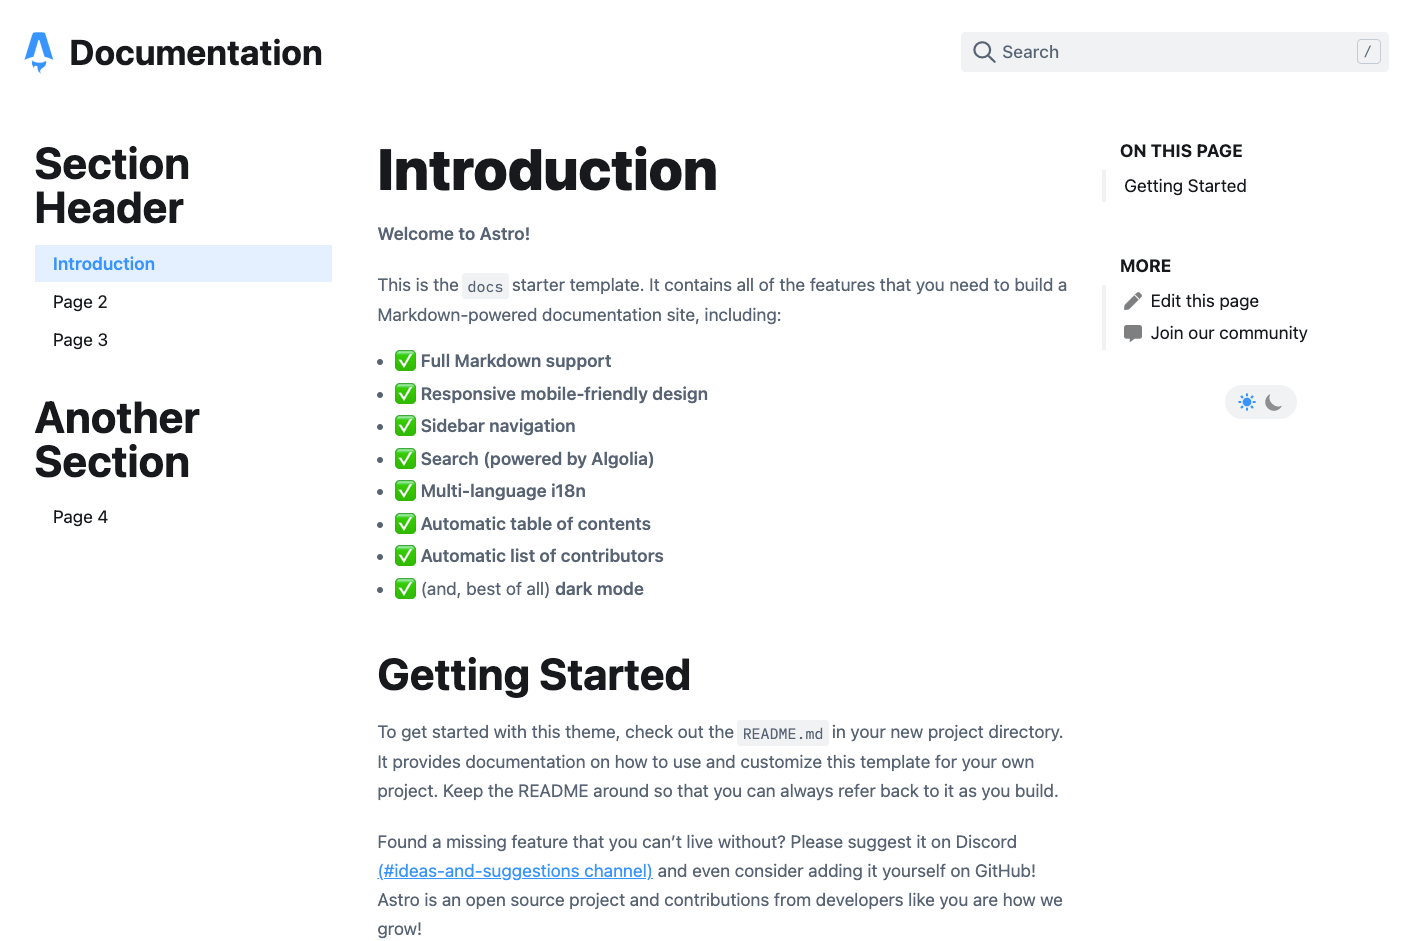 Documentation
Search
/
Section
Header
Introduction
Page 2
Page 3
Another
Section
Page 4
Introduction
Welcome to Astro!
This is the docs starter template. It contains all of the features that you need to build a
Markdown-powered documentation site, including:
• ✅ Full Markdown support
• ✅ Responsive mobile-friendly design
• ✅ Sidebar navigation
• ✅ Search (powered by Algolia)
• ✅ Multi-language i18n
• ✅ Automatic table of contents
• ✅ Automatic list of contributors
• ✅ (and, best of all) dark mode
Getting Started
To get started with this theme, check out the README.md in your new project directory.
It provides documentation on how to use and customize this template for your own
project. Keep the README around so that you can always refer back to it as you build.
Found a missing feature that you can’t live without? Please suggest it on Discord
(#ideas-and-suggestions channel) and even consider adding it yourself on GitHub!
Astro is an open source project and contributions from developers like you are how we
grow!
ON THIS PAGE
Getting Started
MORE
Edit this page
Join our community